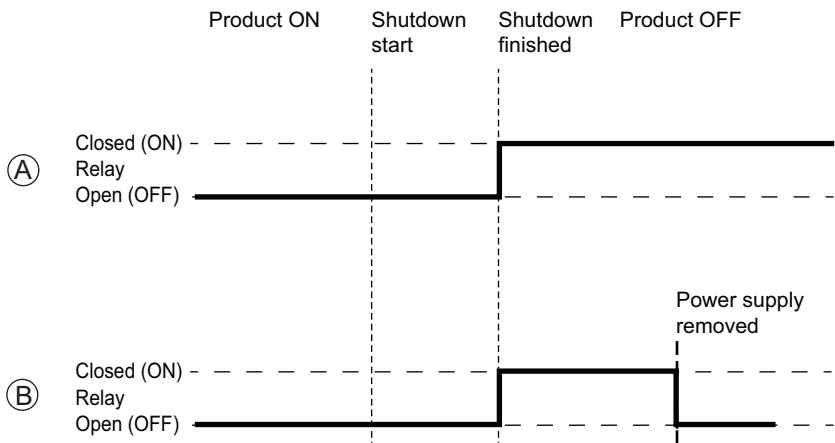 Product ON
Shutdown
start
Shutdown
finished
Product OFF
A
Closed (ON)
Relay
Open (OFF)
Power supply
removed
B
Closed (ON)
Relay
Open (OFF)